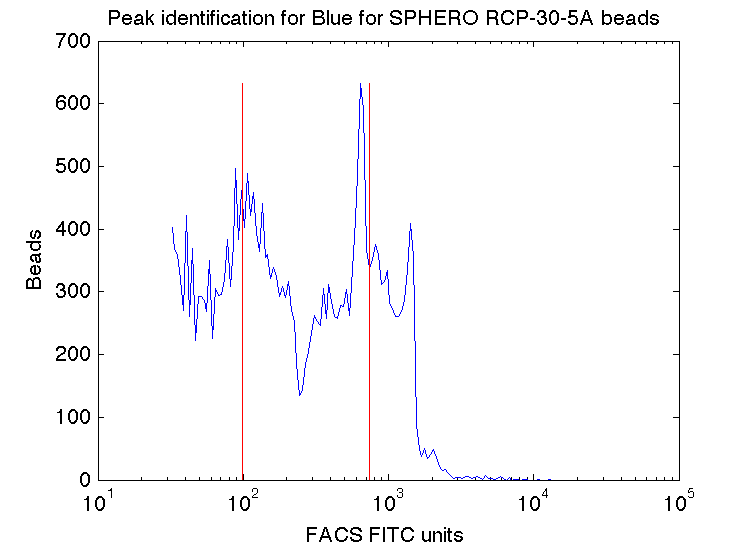 Peak identification for Blue for SPHERO RCP-30-5A beads
700
600
500
400
300
200
100
0
Beads
10^1 10^2 10^3 10^4 10^5
FACS FITC units